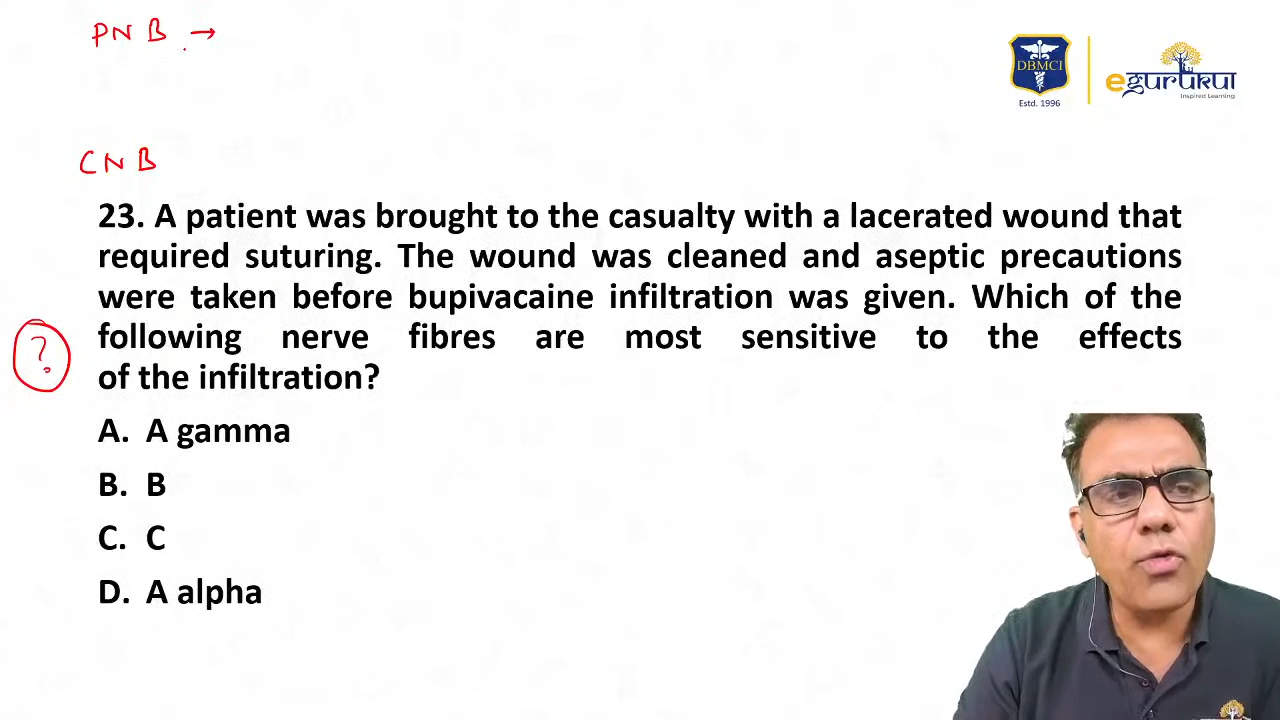 PNB →
DBMCI
Estd. 1996
egurukul
Inspired Learning
CNB
23. A patient was brought to the casualty with a lacerated wound that
required suturing. The wound was cleaned and aseptic precautions
were taken before bupivacaine infiltration was given. Which of the
following nerve fibres are most sensitive to the effects
of the infiltration?
?
A. A gamma
B. B
C. C
D. A alpha